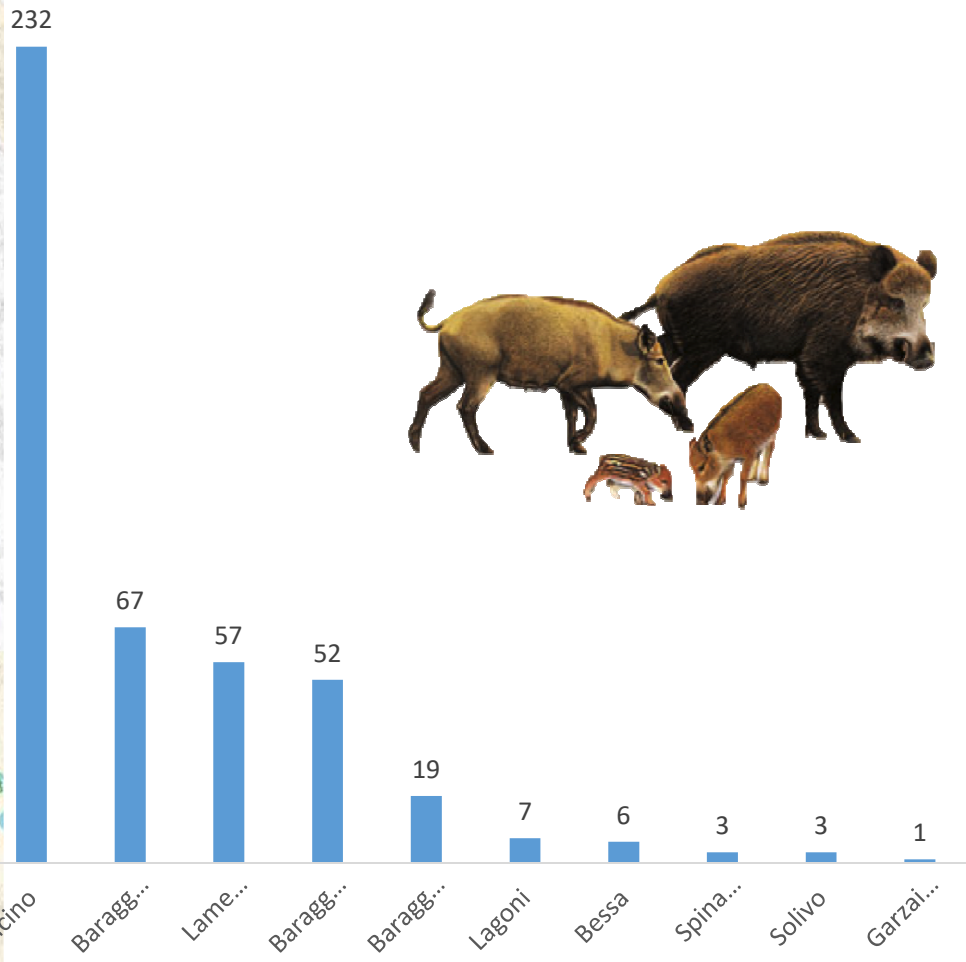 232
67
57
52
19
7
6
3
3
1
cino
Baragg...
Lame...
Baragg...
Baragg...
Lagoni
Bessa
Spina...
Solivo
Garzai...